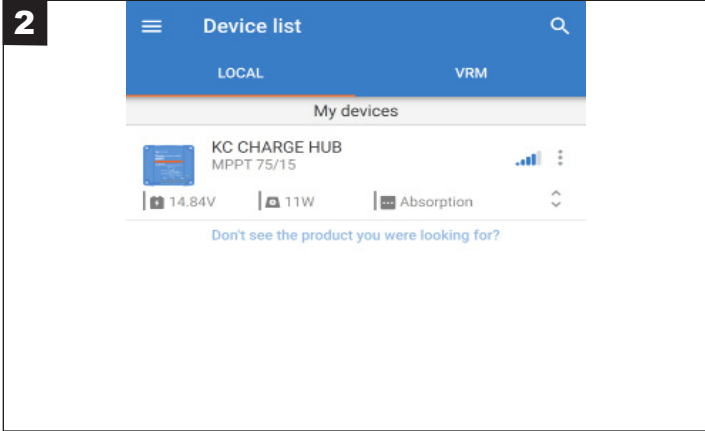 2
Device list
LOCAL VRM
My devices
KC CHARGE HUB
MPPT 75/15
14.84V 11W Absorption
Don't see the product you were looking for?